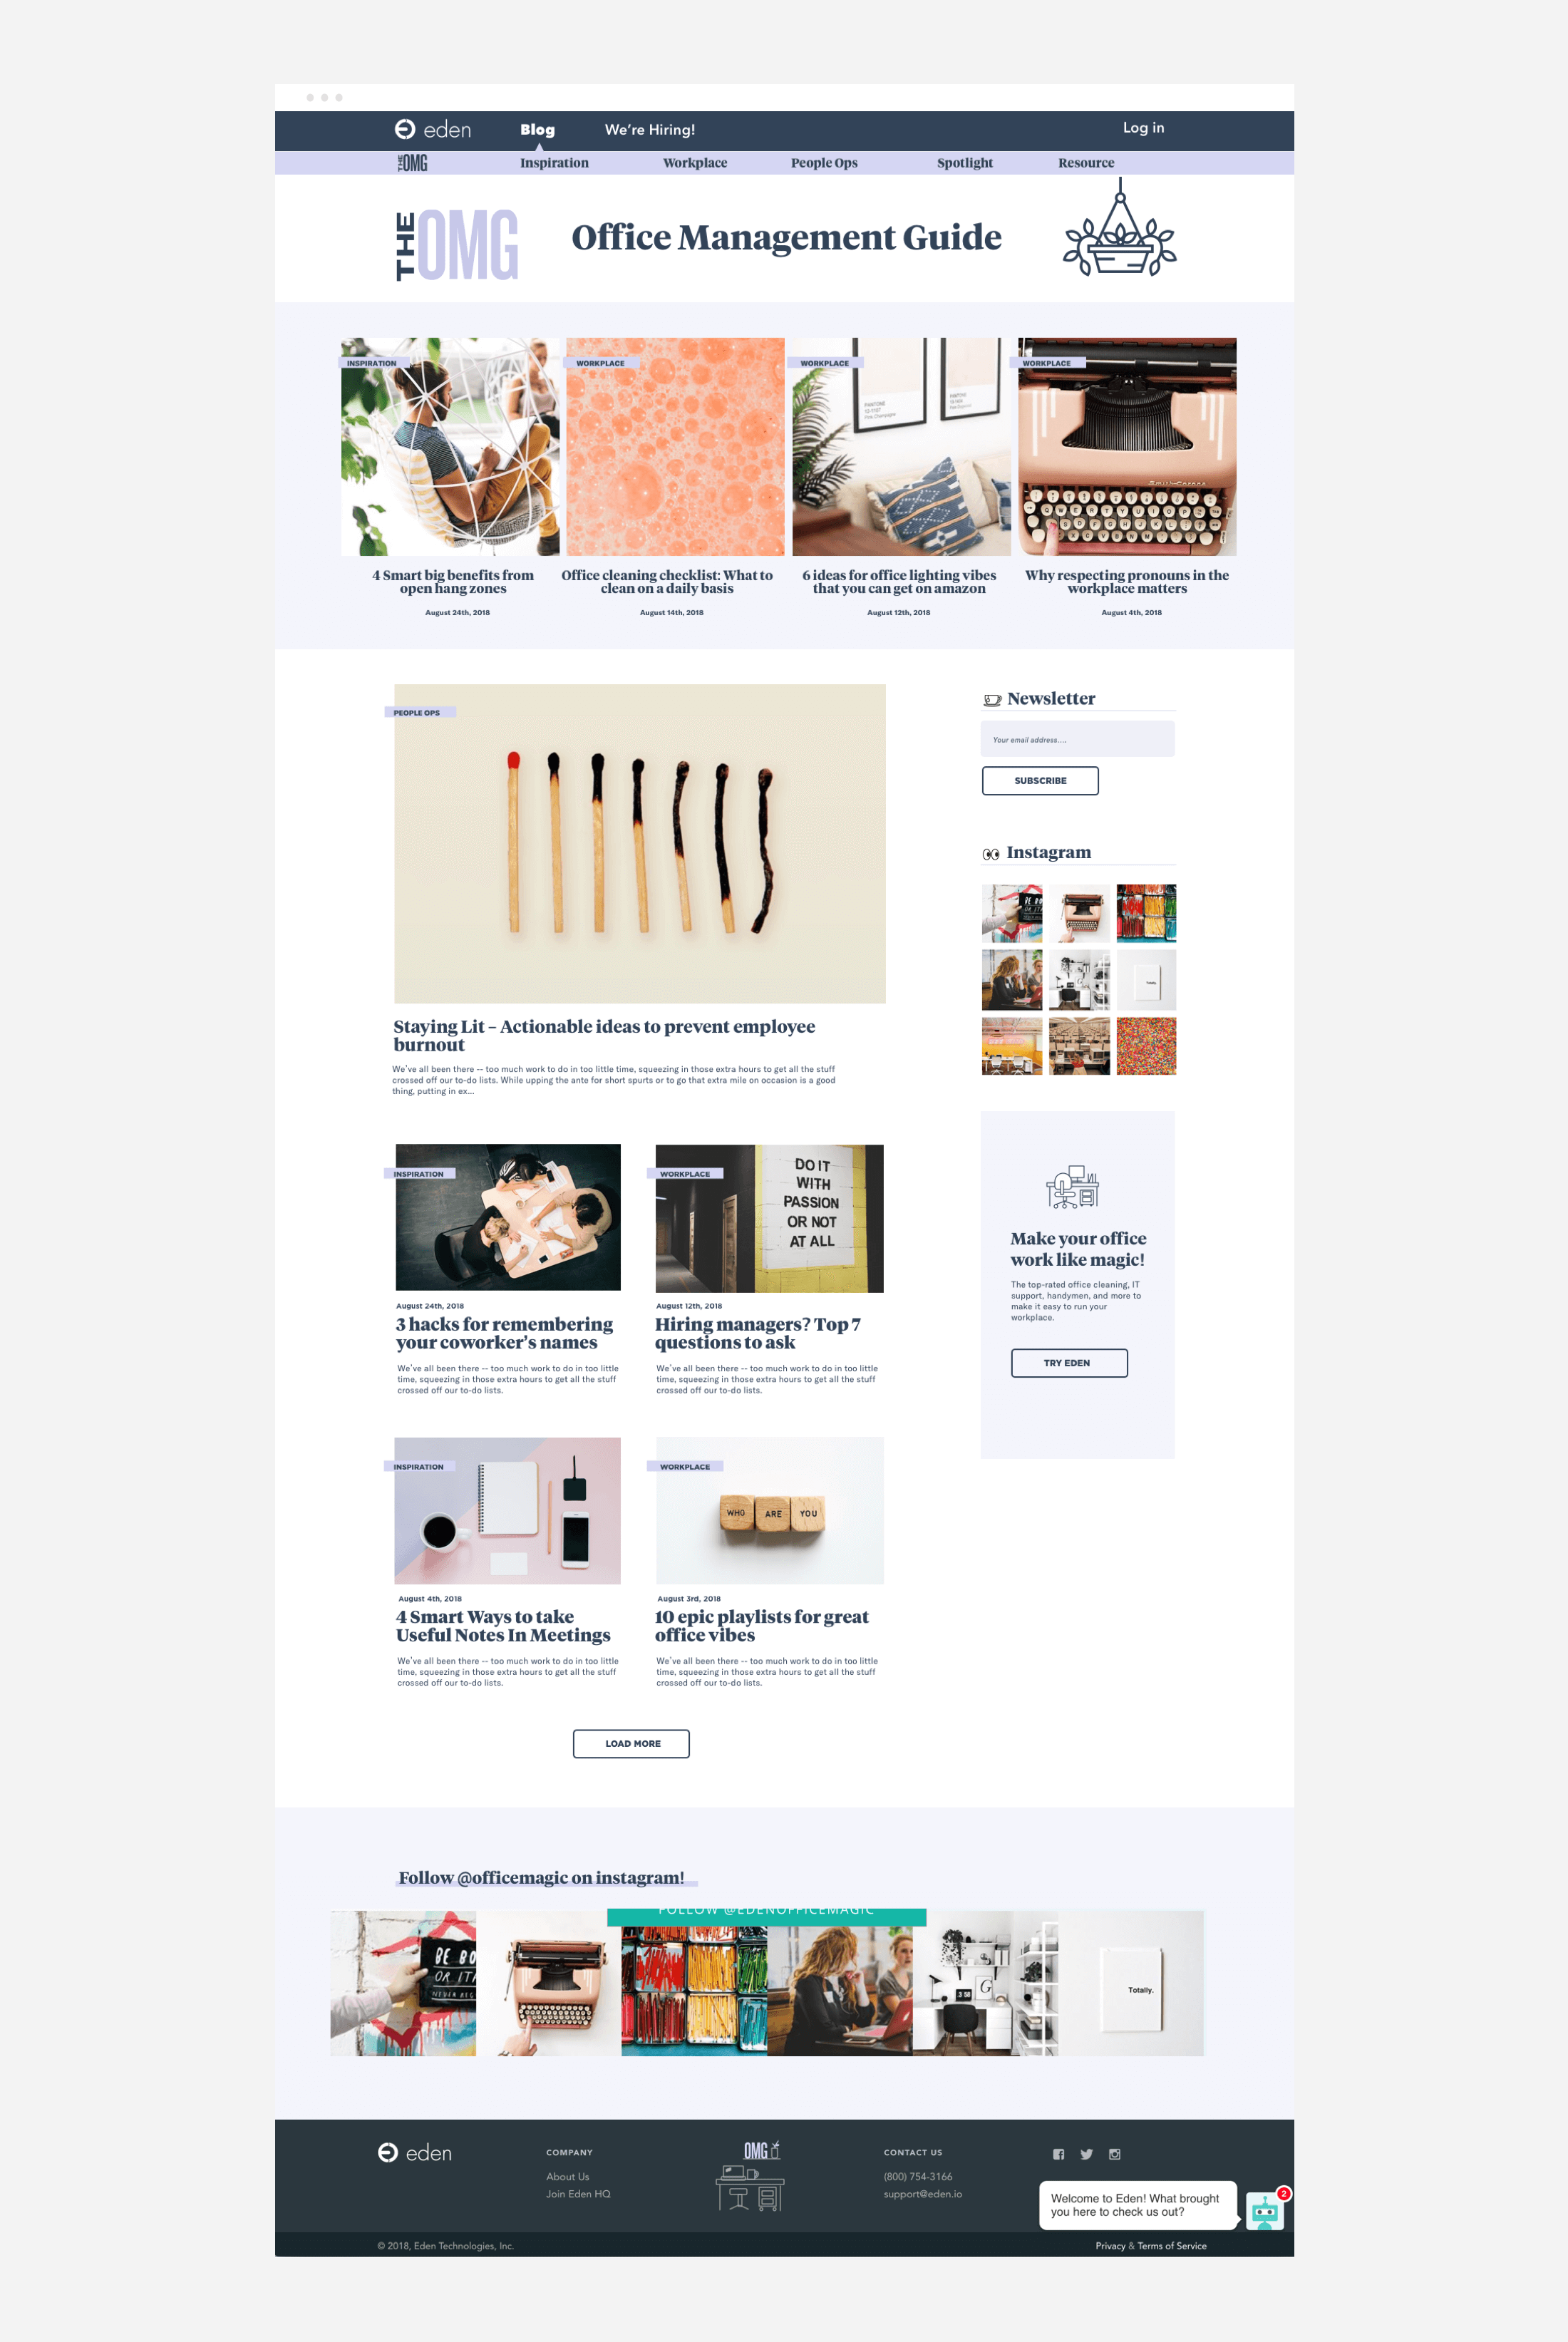 eden
Blog
We're Hiring!
Log in
THE OMG
Inspiration
Workplace
People Ops
Spotlight
Resource
THE OMG
Office Management Guide
INSPIRATION
WORKPLACE
WORKPLACE
WORKPLACE
PANTONE
PANTONE
Smith-Corona
4 Smart big benefits from
open hang zones
August 24th, 2018
Office cleaning checklist: What to
clean on a daily basis
August 14th, 2018
6 ideas for office lighting vibes
that you can get on amazon
August 12th, 2018
Why respecting pronouns in the
workplace matters
August 4th, 2018
PEOPLE OPS
Staying Lit – Actionable ideas to prevent employee
burnout
We've all been there -- too much work to do in too little time, squeezing in those extra hours to get all the stuff
crossed off our to-do lists. While upping the ante for short spurts or to go that extra mile on occasion is a good
thing, putting in ex...
Newsletter
Your email address....
SUBSCRIBE
Instagram
BE BO
OR ITA
Totally.
Make your office
work like magic!
The top-rated office cleaning, IT
support, handymen, and more to
make it easy to run your
workplace.
TRY EDEN
INSPIRATION
August 24th, 2018
3 hacks for remembering
your coworker's names
We've all been there -- too much work to do in too little
time, squeezing in those extra hours to get all the stuff
crossed off our to-do lists.
WORKPLACE
DO IT
WITH
PASSION
OR NOT
AT ALL
August 12th, 2018
Hiring managers? Top 7
questions to ask
We've all been there -- too much work to do in too little
time, squeezing in those extra hours to get all the stuff
crossed off our to-do lists.
INSPIRATION
August 4th, 2018
4 Smart Ways to take
Useful Notes In Meetings
We've all been there -- too much work to do in too little
time, squeezing in those extra hours to get all the stuff
crossed off our to-do lists.
WORKPLACE
WHO ARE YOU
August 3rd, 2018
10 epic playlists for great
office vibes
We've all been there -- too much work to do in too little
time, squeezing in those extra hours to get all the stuff
crossed off our to-do lists.
LOAD MORE
Follow @officemagic on instagram!
FOLLOW @EDENOFFICEMAGIC
BE BO
OR ITA
NEVER BEG
3 58
G
Totally.
eden
COMPANY
About Us
Join Eden HQ
OMG
CONTACT US
(800) 754-3166
support@eden.io
Welcome to Eden! What brought
you here to check us out?
2
© 2018, Eden Technologies, Inc.
Privacy & Terms of Service